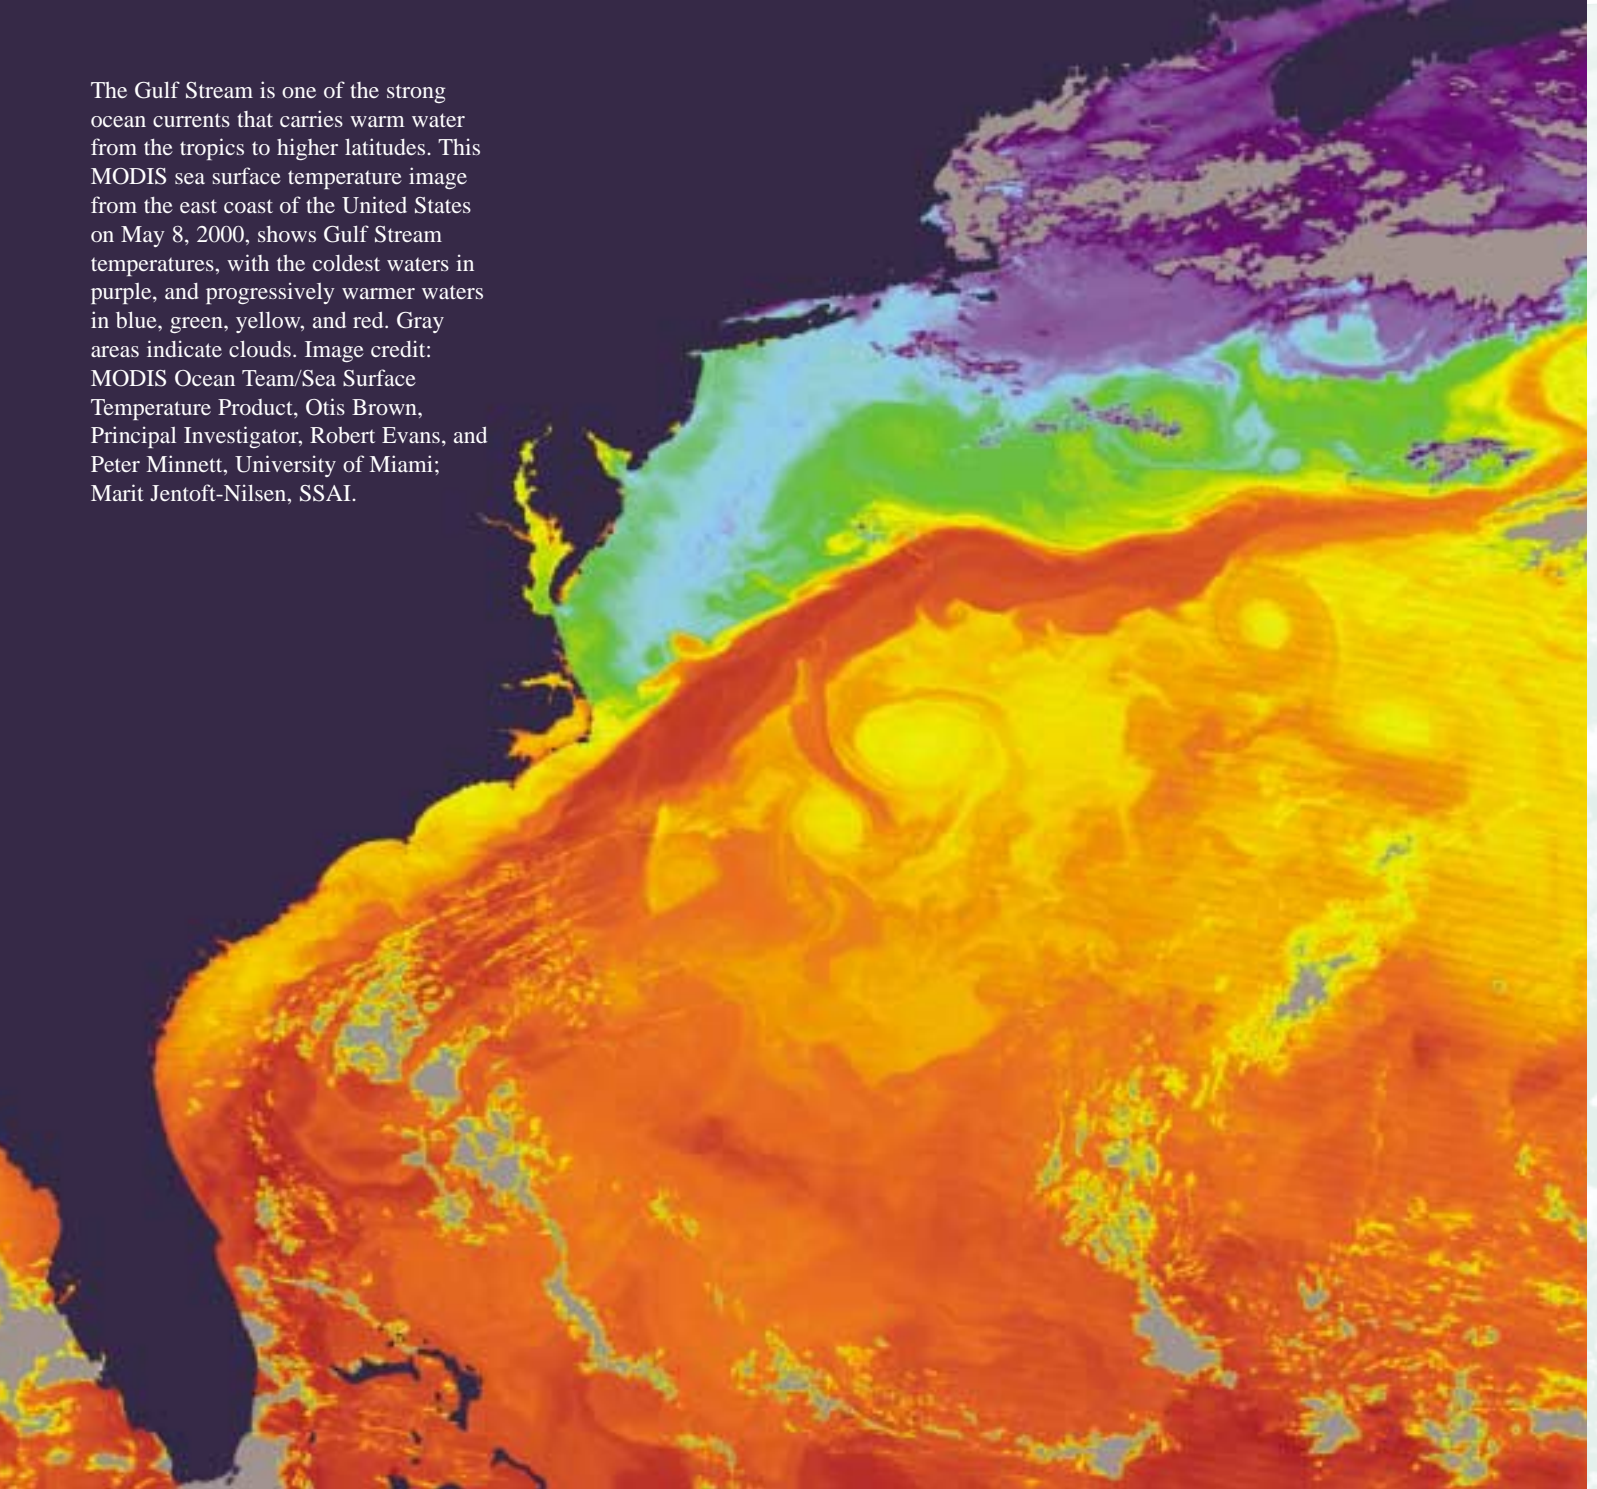 The Gulf Stream is one of the strong
ocean currents that carries warm water
from the tropics to higher latitudes. This
MODIS sea surface temperature image
from the east coast of the United States
on May 8, 2000, shows Gulf Stream
temperatures, with the coldest waters in
purple, and progressively warmer waters
in blue, green, yellow, and red. Gray
areas indicate clouds. Image credit:
MODIS Ocean Team/Sea Surface
Temperature Product, Otis Brown,
Principal Investigator, Robert Evans, and
Peter Minnett, University of Miami;
Marit Jentoft-Nilsen, SSAI.